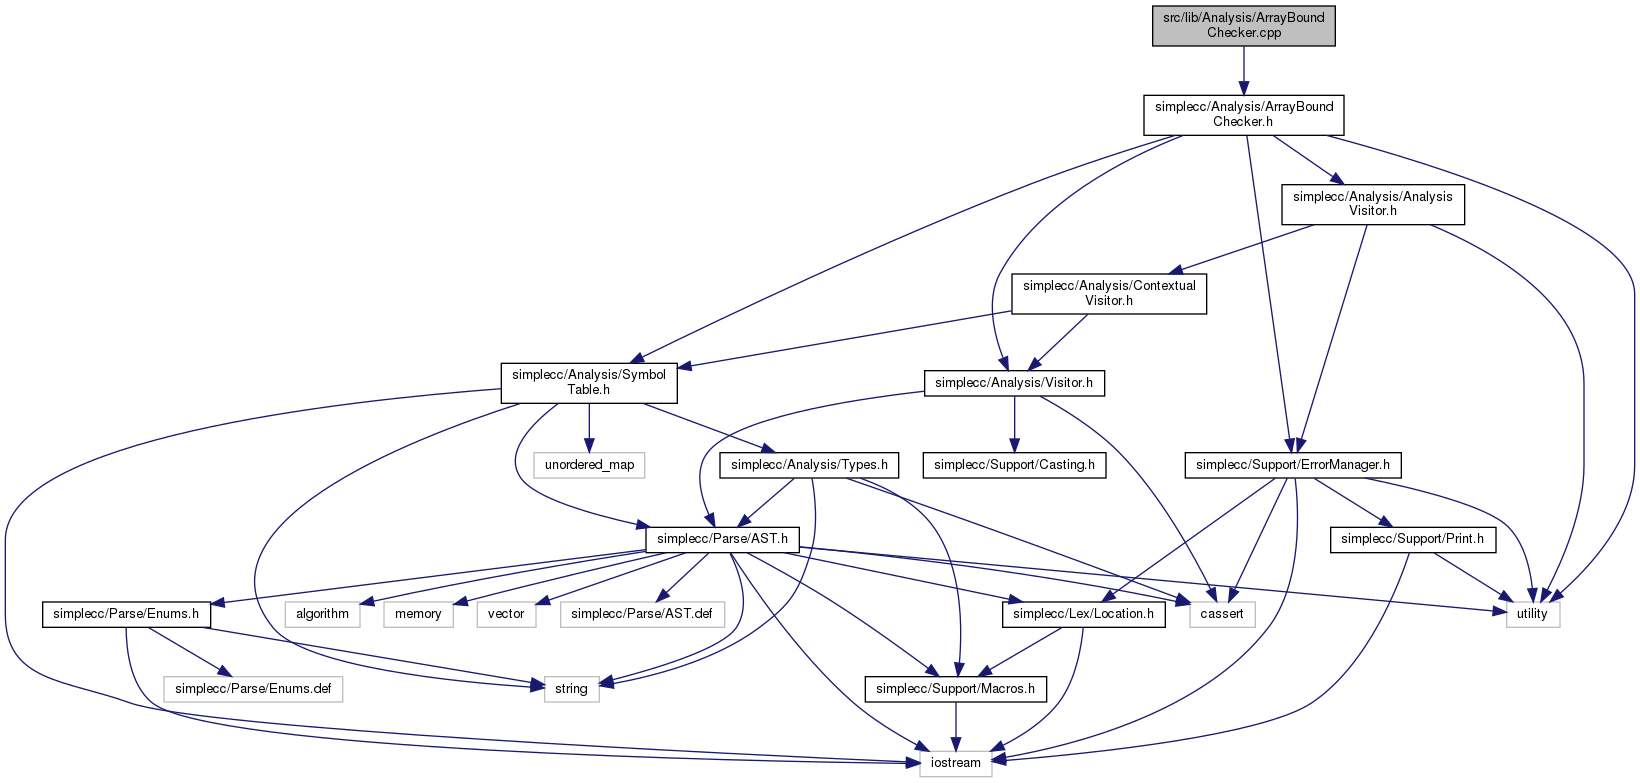 src/lib/Analysis/ArrayBound
Checker.cpp
simplecc/Analysis/ArrayBound
Checker.h
simplecc/Analysis/Analysis
Visitor.h
simplecc/Analysis/Contextual
Visitor.h
simplecc/Analysis/Symbol
Table.h
simplecc/Analysis/Visitor.h
unordered_map
simplecc/Analysis/Types.h
simplecc/Support/Casting.h
simplecc/Support/ErrorManager.h
simplecc/Parse/AST.h
simplecc/Support/Print.h
simplecc/Parse/Enums.h
algorithm
memory
vector
simplecc/Parse/AST.def
simplecc/Lex/Location.h
cassert
utility
simplecc/Parse/Enums.def
string
simplecc/Support/Macros.h
iostream